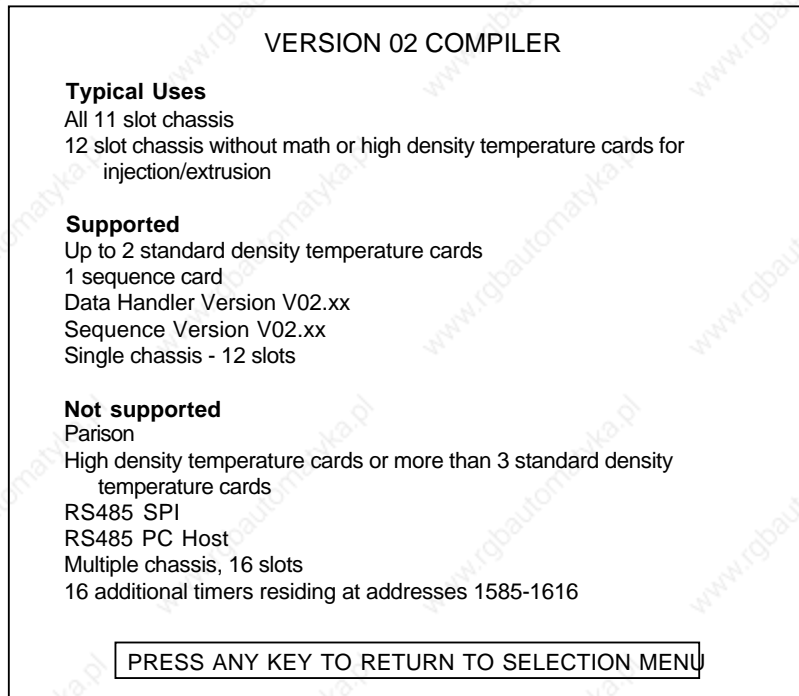 VERSION 02 COMPILER
Typical Uses
All 11 slot chassis
12 slot chassis without math or high density temperature cards for
injection/extrusion
Supported
Up to 2 standard density temperature cards
1 sequence card
Data Handler Version V02.xx
Sequence Version V02.xx
Single chassis - 12 slots
Not supported
Parison
High density temperature cards or more than 3 standard density
temperature cards
RS485 SPI
RS485 PC Host
Multiple chassis, 16 slots
16 additional timers residing at addresses 1585-1616
PRESS ANY KEY TO RETURN TO SELECTION MENU
www.rgbautomatyka.pl